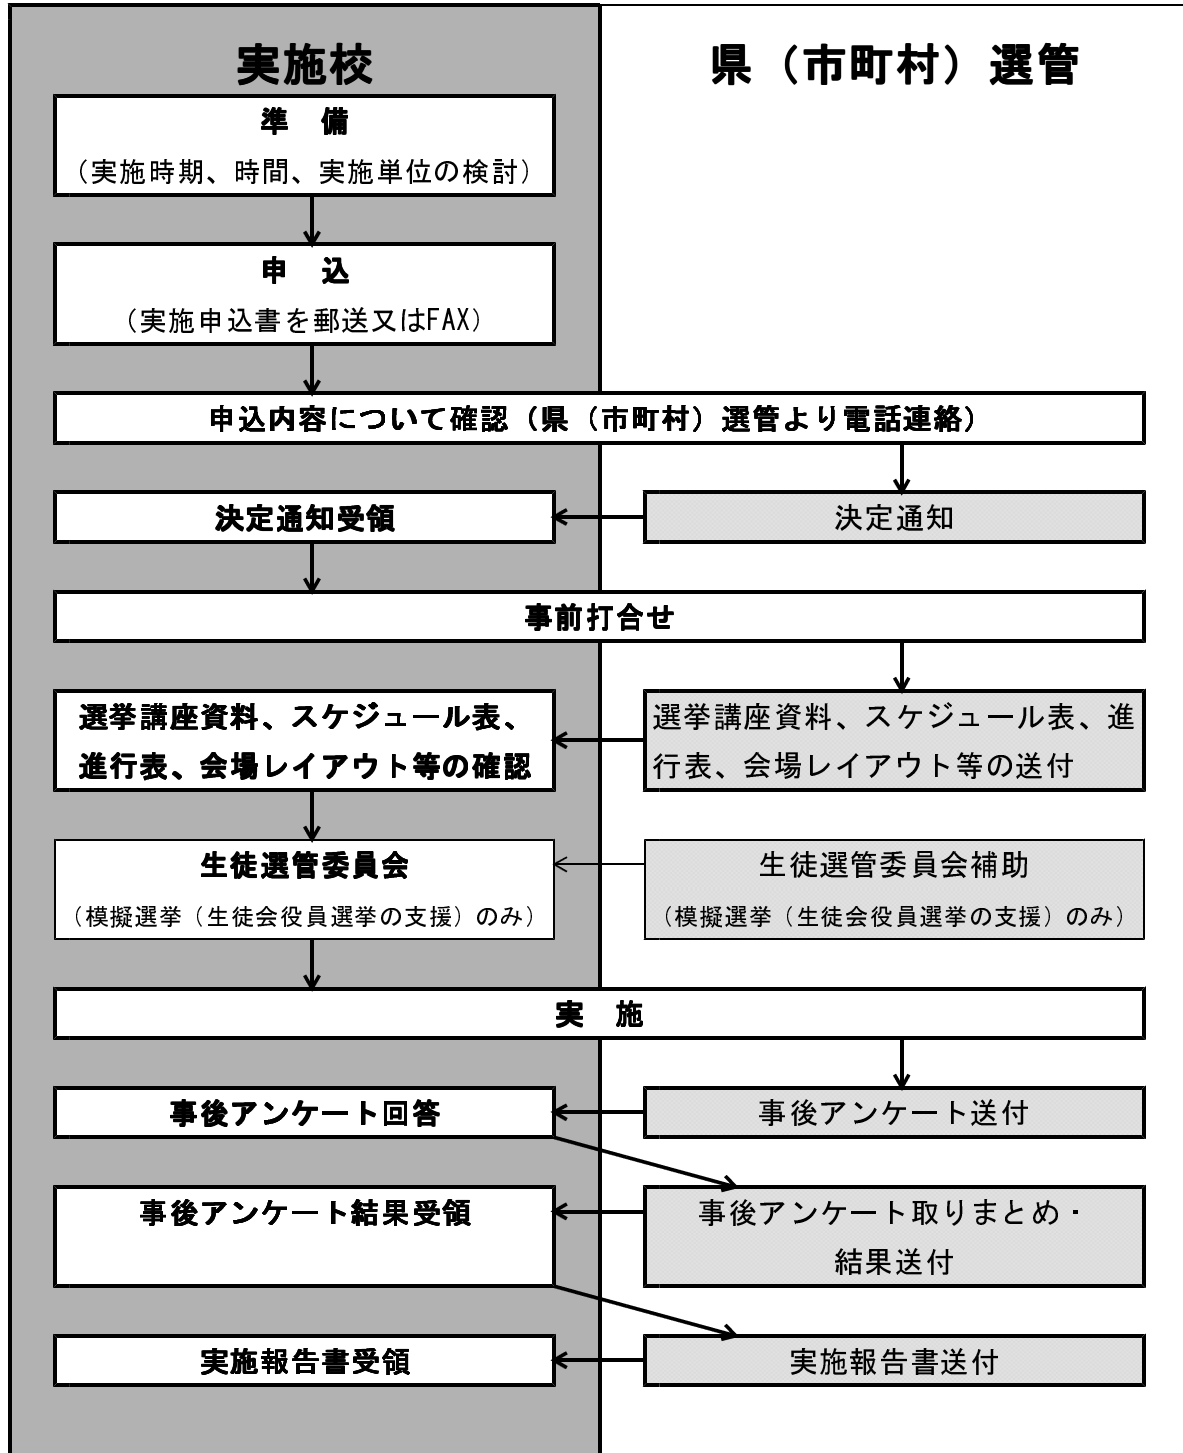 実施校
県（市町村）選管
準　備
（実施時期、時間、実施単位の検討）
申　込
（実施申込書を郵送又はFAX）
申込内容について確認（県（市町村）選管より電話連絡）
決定通知受領
決定通知
事前打合せ
選挙講座資料、スケジュール表、
進行表、会場レイアウト等の確認
選挙講座資料、スケジュール表、進
行表、会場レイアウト等の送付
生徒選管委員会
（模擬選挙（生徒会役員選挙の支援）のみ）
生徒選管委員会補助
（模擬選挙（生徒会役員選挙の支援）のみ）
実　施
事後アンケート回答
事後アンケート送付
事後アンケート結果受領
事後アンケート取りまとめ・
結果送付
実施報告書受領
実施報告書送付